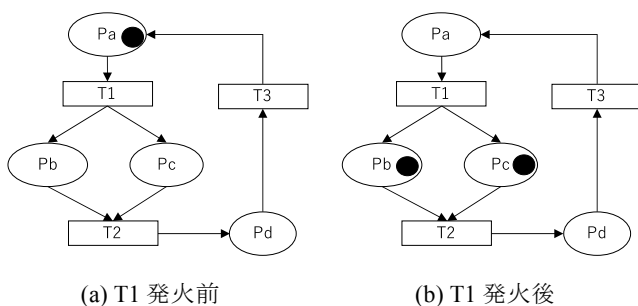 Pa
T1
T3
Pb
Pc
T2
Pd
(a) T1 発火前
Pa
T1
T3
Pb
Pc
T2
Pd
(b) T1 発火後